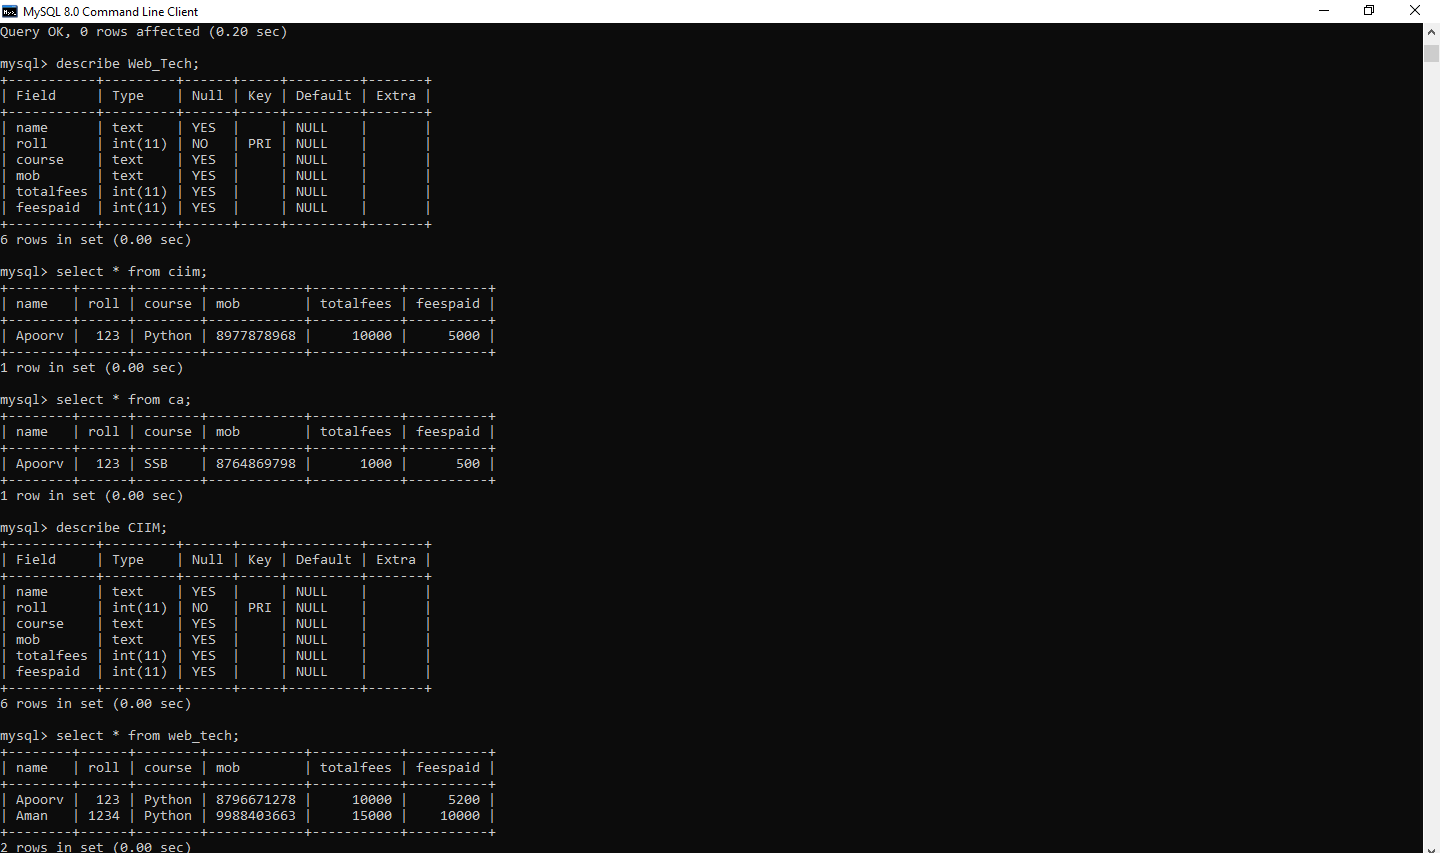 MySQL 8.0 Command Line Client
Query OK, 0 rows affected (0.20 sec)

mysql> describe Web_Tech;
+-----------+---------+------+-----+---------+-------+
| Field     | Type    | Null | Key | Default | Extra |
+-----------+---------+------+-----+---------+-------+
| name      | text    | YES  |     | NULL    |       |
| roll      | int(11) | NO   | PRI | NULL    |       |
| course    | text    | YES  |     | NULL    |       |
| mob       | text    | YES  |     | NULL    |       |
| totalfees | int(11) | YES  |     | NULL    |       |
| feespaid  | int(11) | YES  |     | NULL    |       |
+-----------+---------+------+-----+---------+-------+
6 rows in set (0.00 sec)

mysql> select * from ciim;
+--------+------+--------+------------+-----------+----------+
| name   | roll | course | mob        | totalfees | feespaid |
+--------+------+--------+------------+-----------+----------+
| Apoorv |  123 | Python | 8977878968 |     10000 |     5000 |
+--------+------+--------+------------+-----------+----------+
1 row in set (0.00 sec)

mysql> select * from ca;
+--------+------+--------+------------+-----------+----------+
| name   | roll | course | mob        | totalfees | feespaid |
+--------+------+--------+------------+-----------+----------+
| Apoorv |  123 | SSB    | 8764869798 |      1000 |      500 |
+--------+------+--------+------------+-----------+----------+
1 row in set (0.00 sec)

mysql> describe CIIM;
+-----------+---------+------+-----+---------+-------+
| Field     | Type    | Null | Key | Default | Extra |
+-----------+---------+------+-----+---------+-------+
| name      | text    | YES  |     | NULL    |       |
| roll      | int(11) | NO   | PRI | NULL    |       |
| course    | text    | YES  |     | NULL    |       |
| mob       | text    | YES  |     | NULL    |       |
| totalfees | int(11) | YES  |     | NULL    |       |
| feespaid  | int(11) | YES  |     | NULL    |       |
+-----------+---------+------+-----+---------+-------+
6 rows in set (0.00 sec)

mysql> select * from web_tech;
+--------+------+--------+------------+-----------+----------+
| name   | roll | course | mob        | totalfees | feespaid |
+--------+------+--------+------------+-----------+----------+
| Apoorv |  123 | Python | 8796671278 |     10000 |     5200 |
| Aman   | 1234 | Python | 9988403663 |     15000 |    10000 |
+--------+------+--------+------------+-----------+----------+
2 rows in set (0.00 sec)